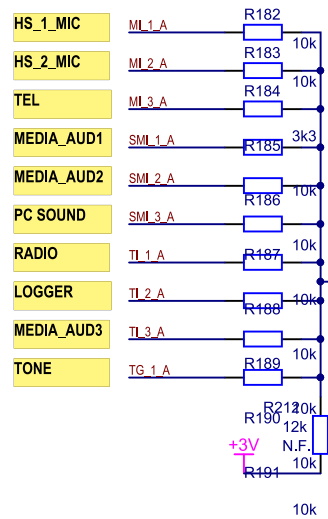 HS_1_MIC MI_1_A R182
10k
HS_2_MIC MI_2_A R183
10k
TEL MI_3_A R184
MEDIA_AUD1 SMI_1_A R185 3k3
MEDIA_AUD2 SMI_2_A
R186 10k
PC SOUND SMI_3_A
10k
RADIO TI_1_A R187
LOGGER TI_2_A 10k
R188
MEDIA_AUD3 TI_3_A
10k
TONE TG_1_A R189
R212 10k
R190 12k
+3V N.F.
10k
R191
10k